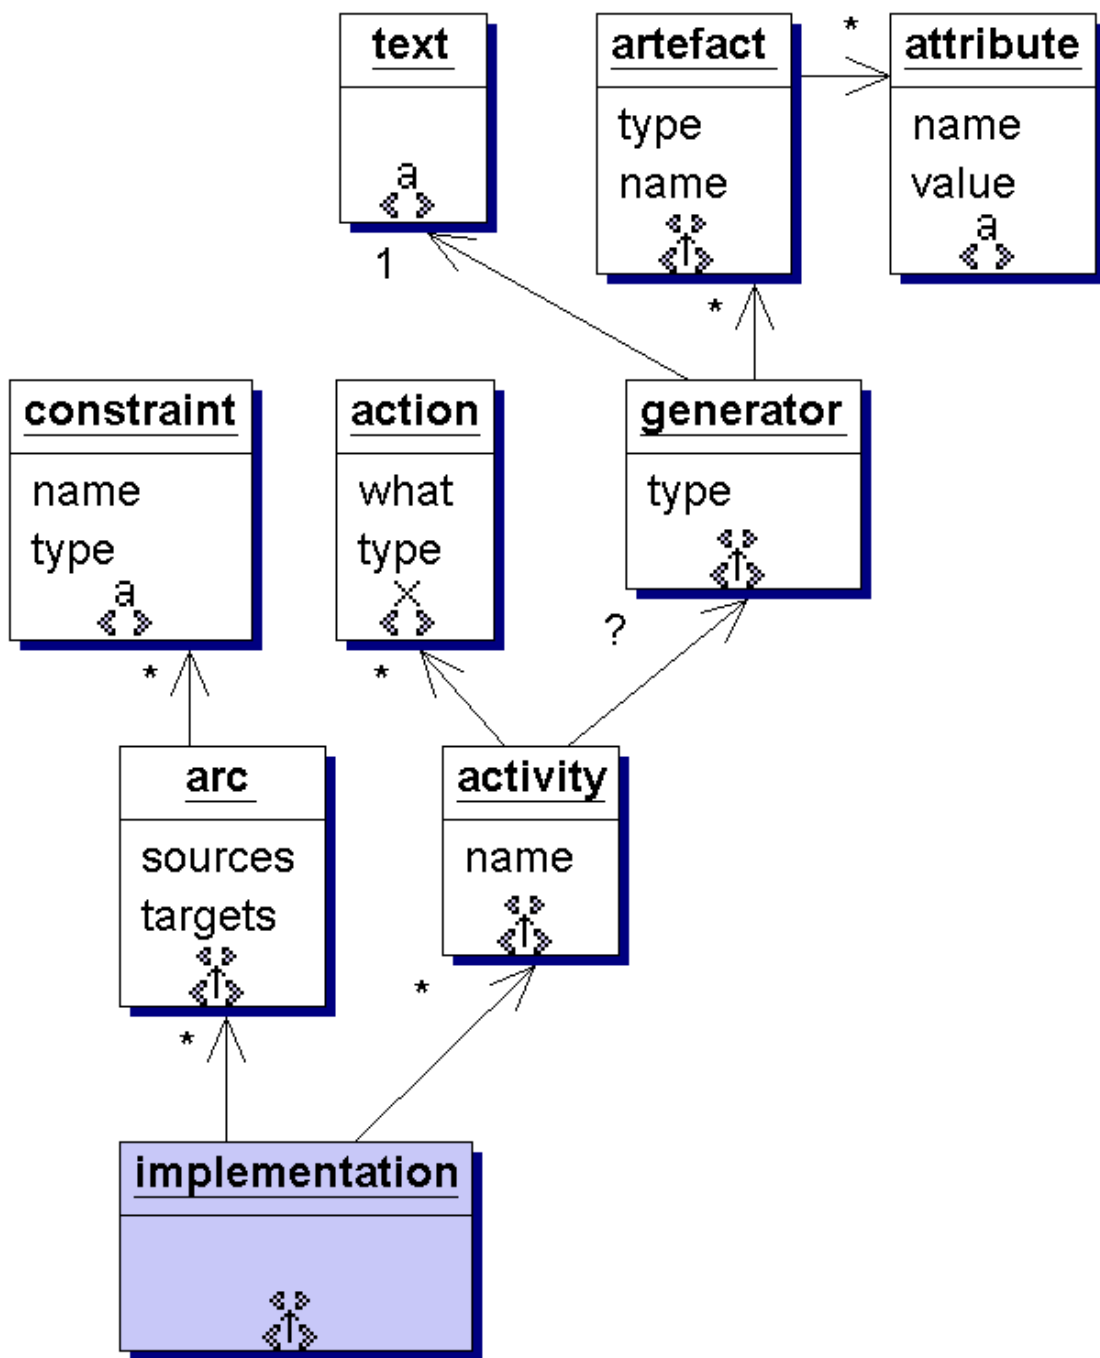 text
a
1
artefact
type
name
*
*
attribute
name
value
a
constraint
name
type
a
*
action
what
type
*
generator
type
?
arc
sources
targets
*
activity
name
*
implementation